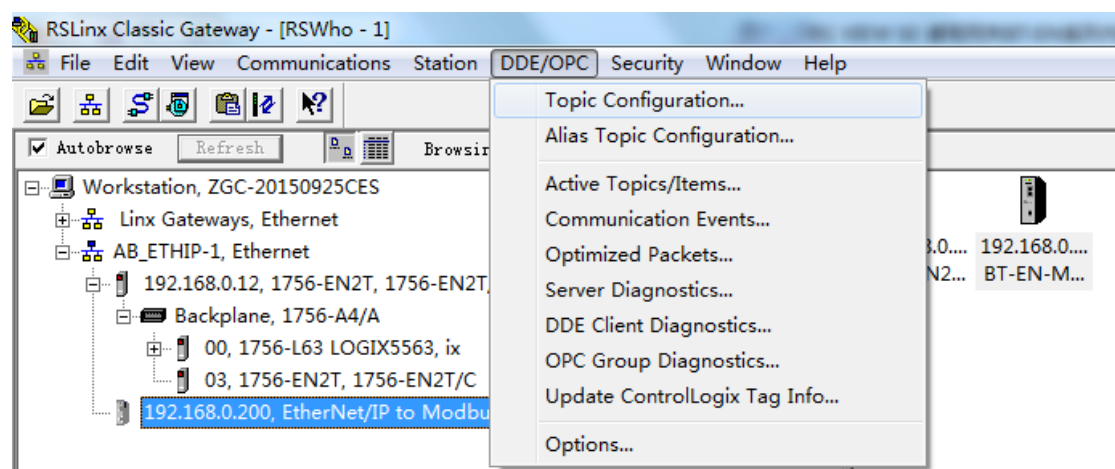 RSLinx Classic Gateway - [RSWho - 1]
File Edit View Communications Station DDE/OPC Security Window Help
Autobrowse Refresh Browsin
Topic Configuration...
Alias Topic Configuration...
Active Topics/Items...
Communication Events...
Optimized Packets...
Server Diagnostics...
DDE Client Diagnostics...
OPC Group Diagnostics...
Update ControlLogix Tag Info...
Options...
Workstation, ZGC-20150925CES
Linx Gateways, Ethernet
AB_ETHIP-1, Ethernet
192.168.0.12, 1756-EN2T, 1756-EN2T,
Backplane, 1756-A4/A
00, 1756-L63 LOGIX5563, ix
03, 1756-EN2T, 1756-EN2T/C
192.168.0.200, EtherNet/IP to Modbu
8.0.... 192.168.0....
N2... BT-EN-M...